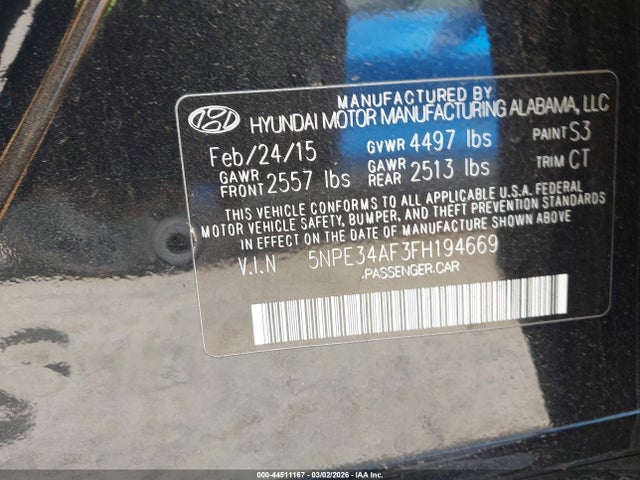 MANUFACTURED BY
HYUNDAI MOTOR MANUFACTURING ALABAMA, LLC
Feb/24/15 GVWR 4497 lbs PAINT S3
GAWR FRONT 2557 lbs GAWR REAR 2513 lbs TRIM CT
THIS VEHICLE CONFORMS TO ALL APPLICABLE U.S.A. FEDERAL
MOTOR VEHICLE SAFETY, BUMPER, AND THEFT PREVENTION STANDARDS
IN EFFECT ON THE DATE OF MANUFACTURE SHOWN ABOVE
V.I.N 5NPE34AF3FH194669
.PASSENGER.CAR
000-44511167 - 03/02/2026 - COPYRIGHT IAA, LLC.